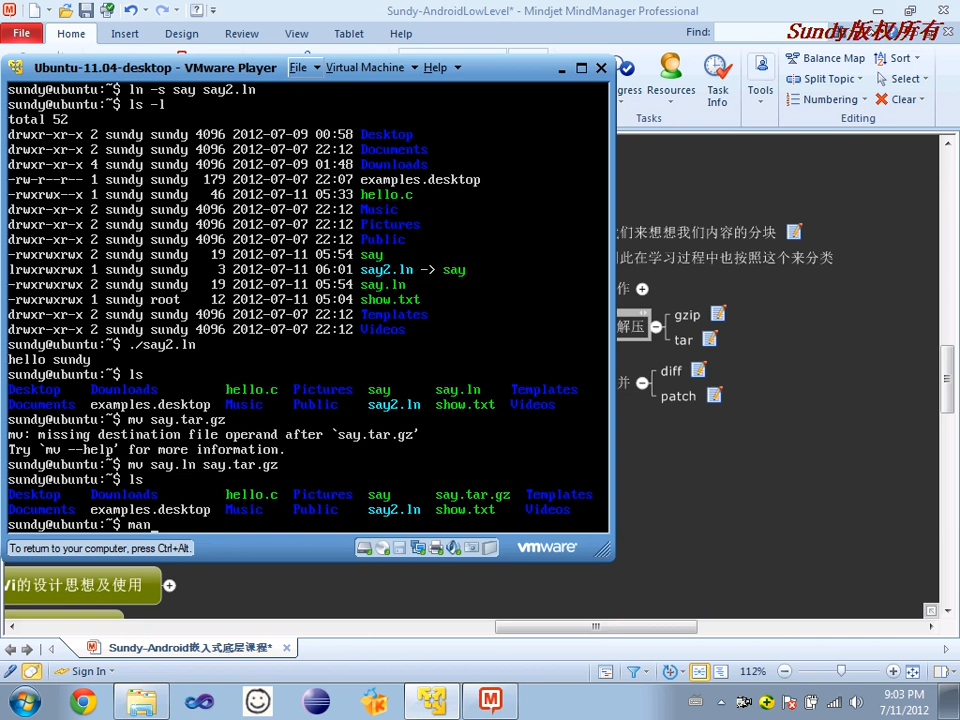 Sundy-AndroidLowLevel* - Mindjet MindManager Professional
File Home Insert Design Review View Tablet Help Find:
Sundy版权所有
Balance Map Sort
Split Topic Select
Numbering Clear
Resources Task Info Tools
Tasks Editing
Ubuntu-11.04-desktop - VMware Player File Virtual Machine Help
sundy@ubuntu:~$ ln -s say say2.ln
sundy@ubuntu:~$ ls -l
total 52
drwxr-xr-x 2 sundy sundy 4096 2012-07-09 00:58 Desktop
drwxr-xr-x 2 sundy sundy 4096 2012-07-07 22:12 Documents
drwxr-xr-x 4 sundy sundy 4096 2012-07-09 01:48 Downloads
-rw-r--r-- 1 sundy sundy 179 2012-07-07 22:07 examples.desktop
-rwxrwx--x 1 sundy sundy 46 2012-07-11 05:33 hello.c
drwxr-xr-x 2 sundy sundy 4096 2012-07-07 22:12 Music
drwxr-xr-x 2 sundy sundy 4096 2012-07-07 22:12 Pictures
drwxr-xr-x 2 sundy sundy 4096 2012-07-07 22:12 Public
-rwxrwxrwx 2 sundy sundy 19 2012-07-11 05:54 say
lrwxrwxrwx 1 sundy sundy 3 2012-07-11 06:01 say2.ln -> say
-rwxrwxrwx 2 sundy sundy 19 2012-07-11 05:54 say.ln
-rwxrwxrwx 1 sundy root 12 2012-07-11 05:04 show.txt
drwxr-xr-x 2 sundy sundy 4096 2012-07-07 22:12 Templates
drwxr-xr-x 2 sundy sundy 4096 2012-07-07 22:12 Videos
sundy@ubuntu:~$ ./say2.ln
hello sundy
sundy@ubuntu:~$ ls
Desktop Downloads hello.c Pictures say say.ln Templates
Documents examples.desktop Music Public say2.ln show.txt Videos
sundy@ubuntu:~$ mv say.tar.gz
mv: missing destination file operand after `say.tar.gz'
Try `mv --help' for more information.
sundy@ubuntu:~$ mv say.ln say.tar.gz
sundy@ubuntu:~$ ls
Desktop Downloads hello.c Pictures say say.tar.gz Templates
Documents examples.desktop Music Public say2.ln show.txt Videos
sundy@ubuntu:~$ man_
To return to your computer, press Ctrl+Alt. vmware
们来想想我们内容的分块
此在学习过程中也按照这个来分类
作
解压
gzip
tar
并
diff
patch
Vi的设计思想及使用
Sundy-Android嵌入式底层课程*
Sign In 112%
9:03 PM
7/11/2012